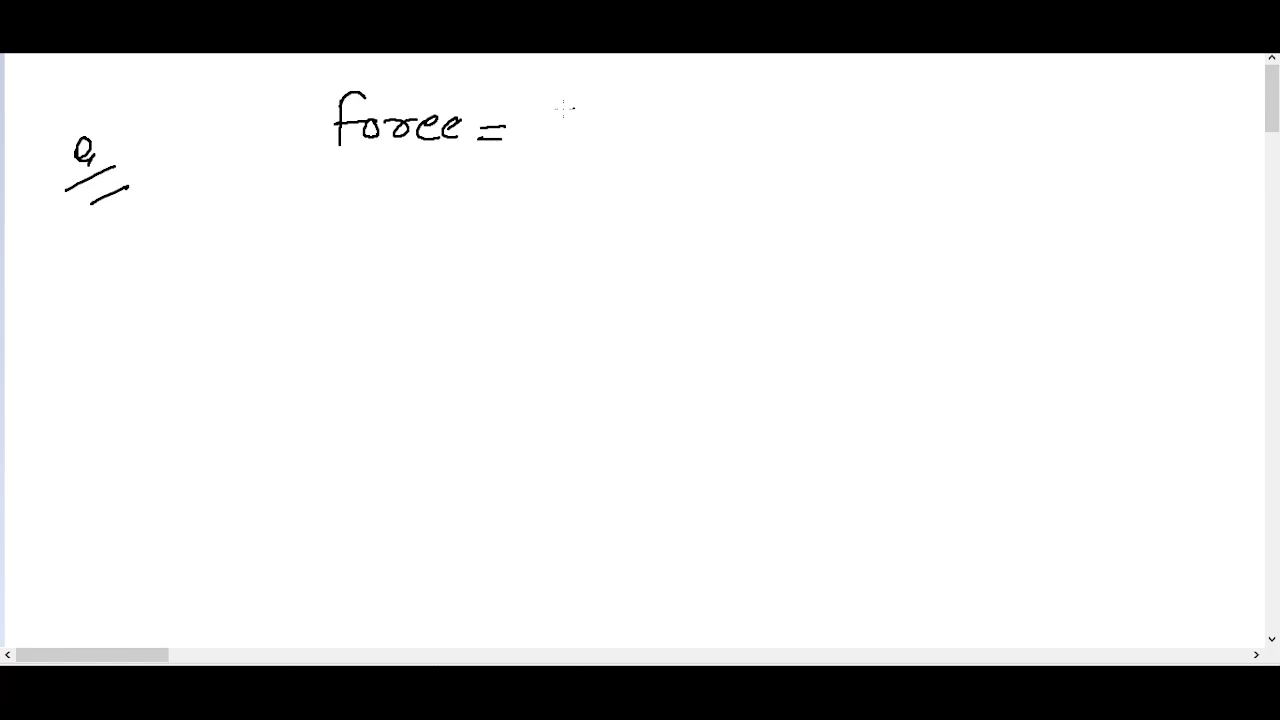 Q
force =